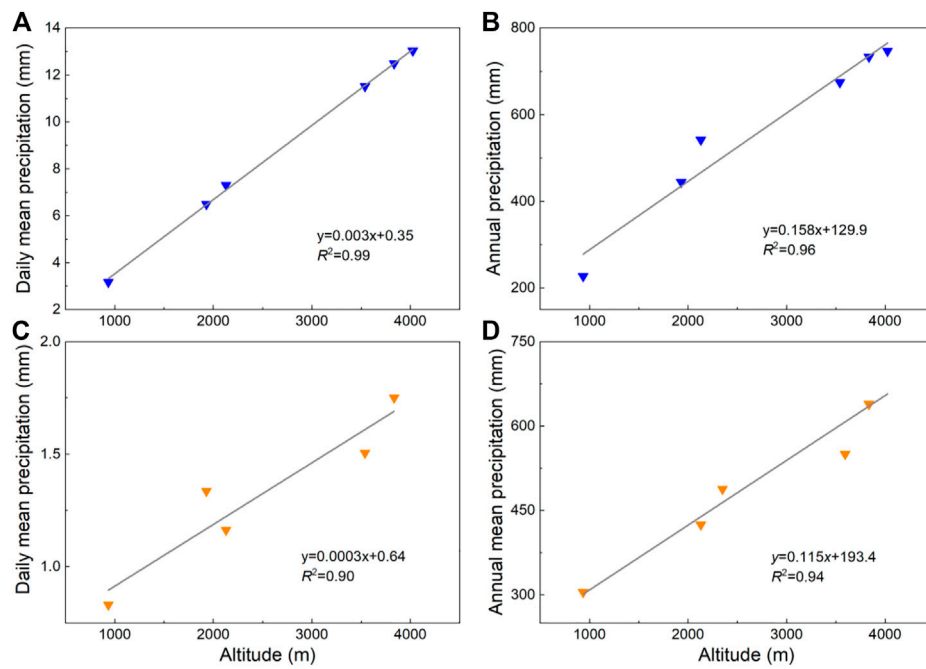 A
Daily mean precipitation (mm)
14
12
10
8
6
4
2
y=0.003x+0.35
R²=0.99
1000 2000 3000 4000
B
Annual precipitation (mm)
800
600
400
200
y=0.158x+129.9
R²=0.96
1000 2000 3000 4000
C
Daily mean precipitation (mm)
2.0
1.5
1.0
y=0.0003x+0.64
R²=0.90
1000 2000 3000 4000
Altitude (m)
D
Annual mean precipitation (mm)
750
600
450
300
y=0.115x+193.4
R²=0.94
1000 2000 3000 4000
Altitude (m)